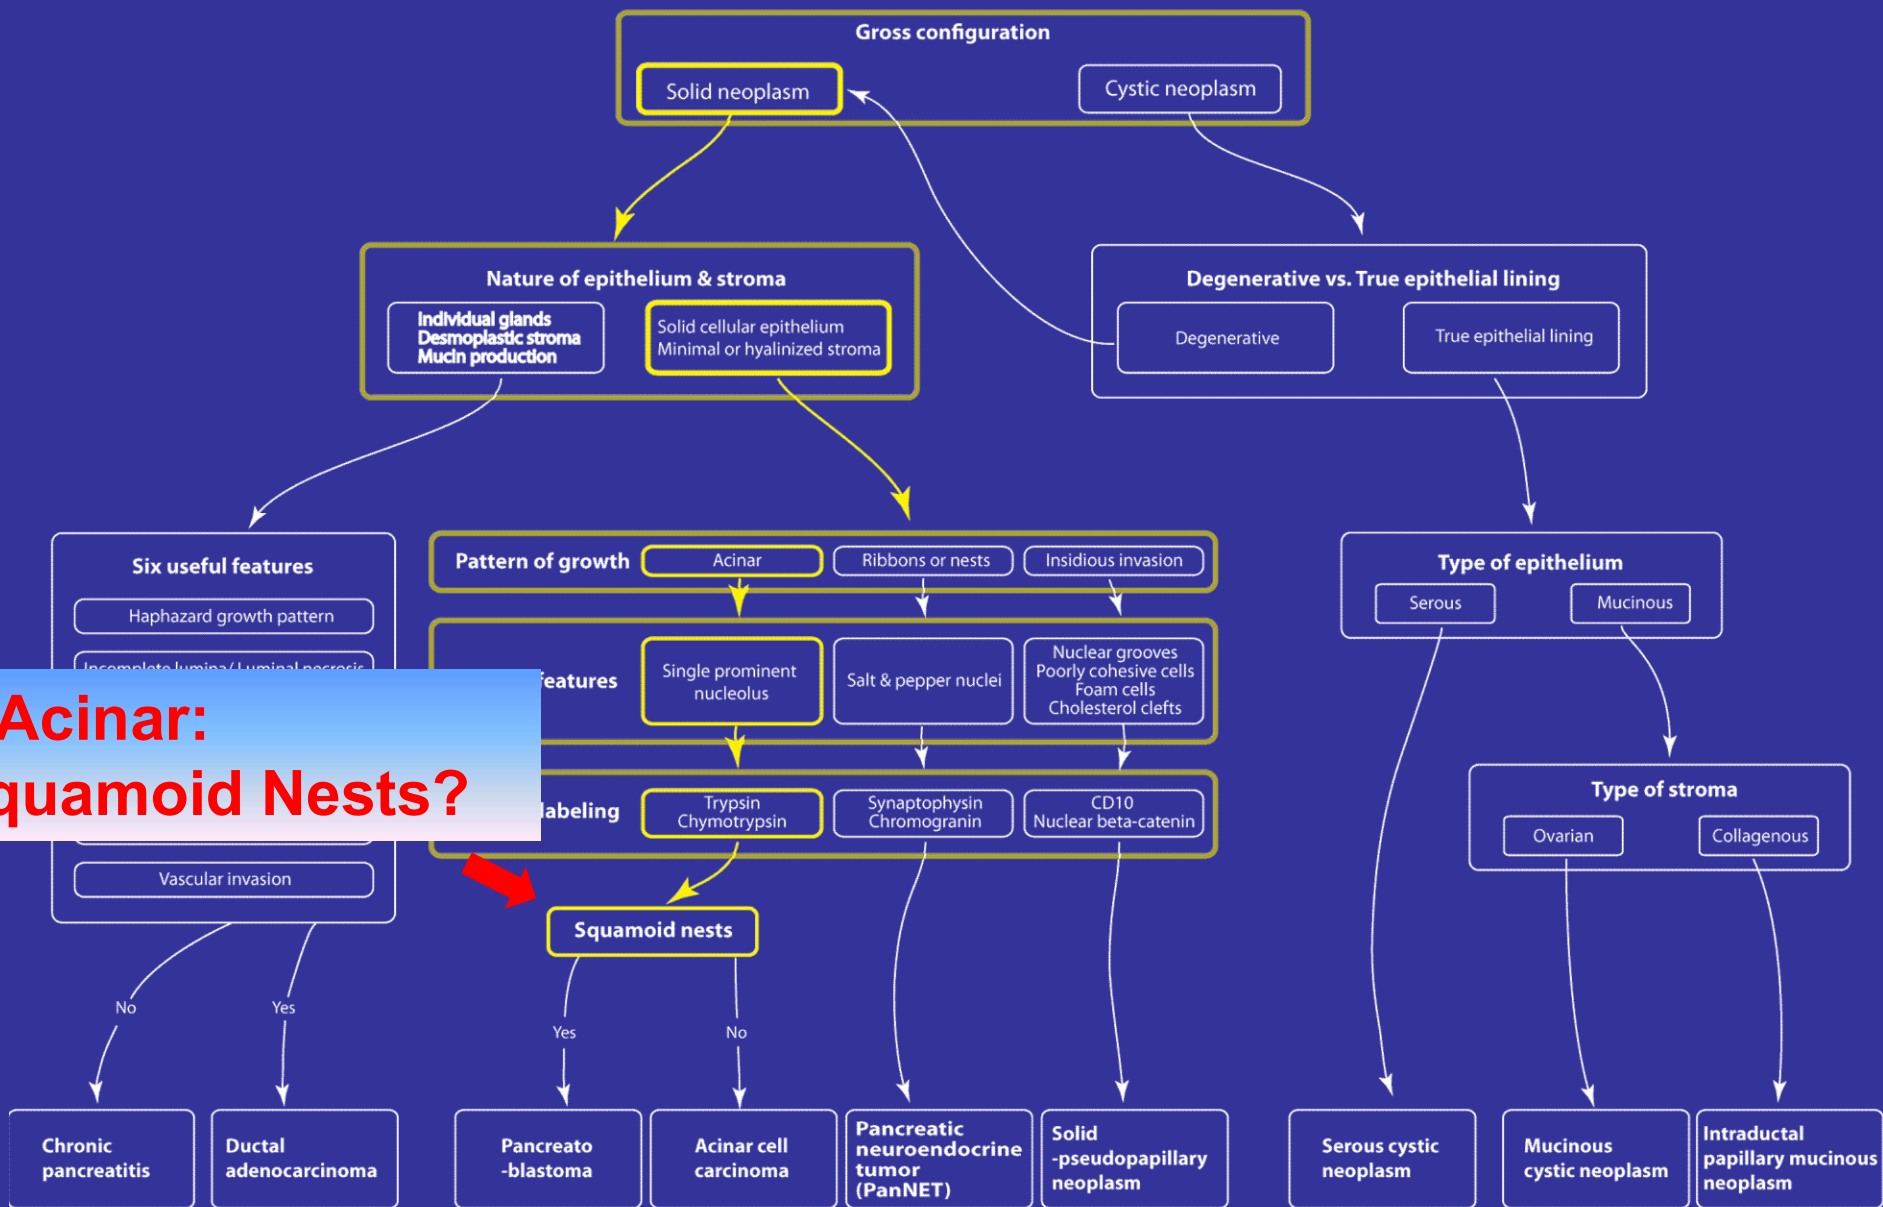 Gross configuration
Solid neoplasm
Cystic neoplasm
Nature of epithelium & stroma
Individual glands
Desmoplastic stroma
Mucin production
Solid cellular epithelium
Minimal or hyalinized stroma
Degenerative vs. True epithelial lining
Degenerative
True epithelial lining
Six useful features
Haphazard growth pattern
Incomplete lumina/ Luminal necrosis
Vascular invasion
Acinar:
quamoid Nests?
Pattern of growth
Acinar
Ribbons or nests
Insidious invasion
features
Single prominent
nucleolus
Salt & pepper nuclei
Nuclear grooves
Poorly cohesive cells
Foam cells
Cholesterol clefts
labeling
Trypsin
Chymotrypsin
Synaptophysin
Chromogranin
CD10
Nuclear beta-catenin
Squamoid nests
Type of epithelium
Serous
Mucinous
Type of stroma
Ovarian
Collagenous
No
Yes
Yes
No
Chronic
pancreatitis
Ductal
adenocarcinoma
Pancreato
-blastoma
Acinar cell
carcinoma
Pancreatic
neuroendocrine
tumor
(PanNET)
Solid
-pseudopapillary
neoplasm
Serous cystic
neoplasm
Mucinous
cystic neoplasm
Intraductal
papillary mucinous
neoplasm